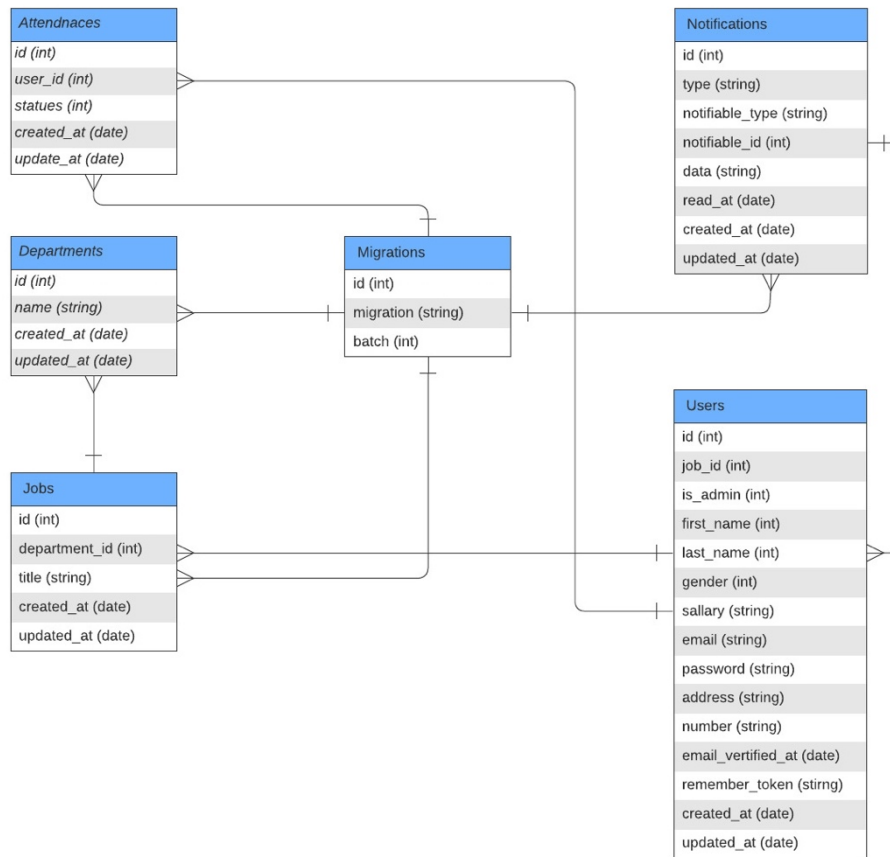 Attendnaces
id (int)
user_id (int)
statues (int)
created_at (date)
update_at (date)
Departments
id (int)
name (string)
created_at (date)
updated_at (date)
Jobs
id (int)
department_id (int)
title (string)
created_at (date)
updated_at (date)
Migrations
id (int)
migration (string)
batch (int)
Notifications
id (int)
type (string)
notifiable_type (string)
notifiable_id (int)
data (string)
read_at (date)
created_at (date)
updated_at (date)
Users
id (int)
job_id (int)
is_admin (int)
first_name (int)
last_name (int)
gender (int)
sallary (string)
email (string)
password (string)
address (string)
number (string)
email_vertified_at (date)
remember_token (stirng)
created_at (date)
updated_at (date)